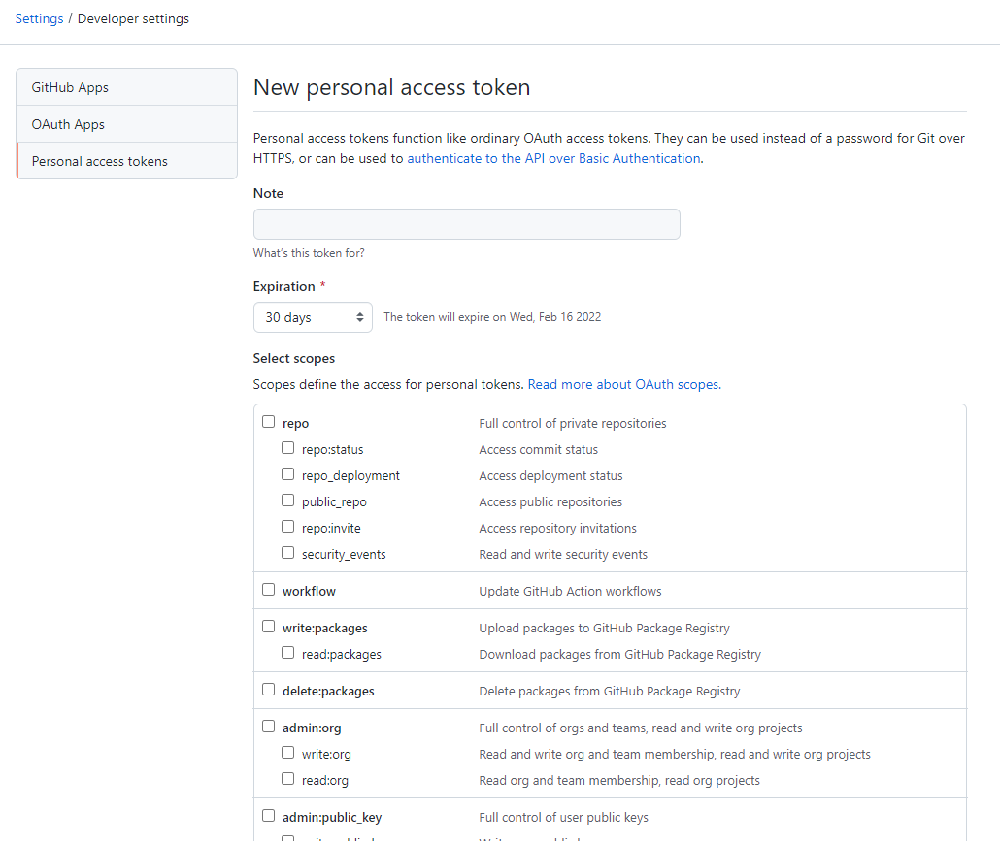 Settings / Developer settings
GitHub Apps
OAuth Apps
Personal access tokens
New personal access token
Personal access tokens function like ordinary OAuth access tokens. They can be used instead of a password for Git over
HTTPS, or can be used to authenticate to the API over Basic Authentication.
Note
What's this token for?
Expiration *
30 days The token will expire on Wed, Feb 16 2022
Select scopes
Scopes define the access for personal tokens. Read more about OAuth scopes.
repo Full control of private repositories
repo:status Access commit status
repo_deployment Access deployment status
public_repo Access public repositories
repo:invite Access repository invitations
security_events Read and write security events
workflow Update GitHub Action workflows
write:packages Upload packages to GitHub Package Registry
read:packages Download packages from GitHub Package Registry
delete:packages Delete packages from GitHub Package Registry
admin:org Full control of orgs and teams, read and write org projects
write:org Read and write org and team membership, read and write org projects
read:org Read org and team membership, read org projects
admin:public_key Full control of user public keys